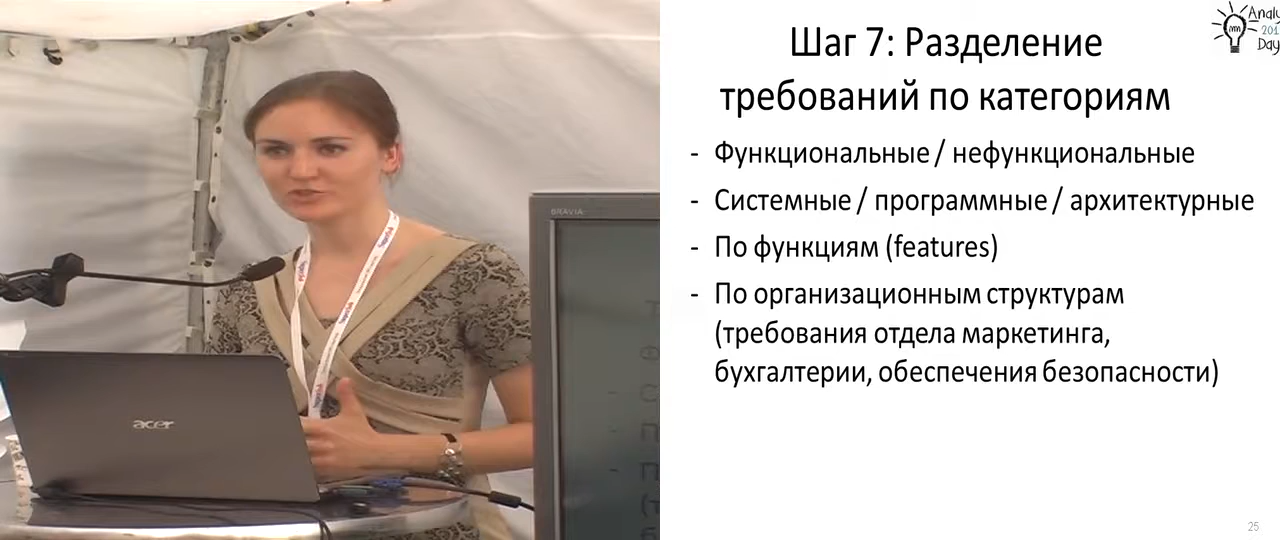 Шаг 7: Разделение
требований по категориям
- Функциональные / нефункциональные
- Системные / программные / архитектурные
- По функциям (features)
- По организационным структурам
(требования отдела маркетинга,
бухгалтерии, обеспечения безопасности)
25
BRAVIA
acer